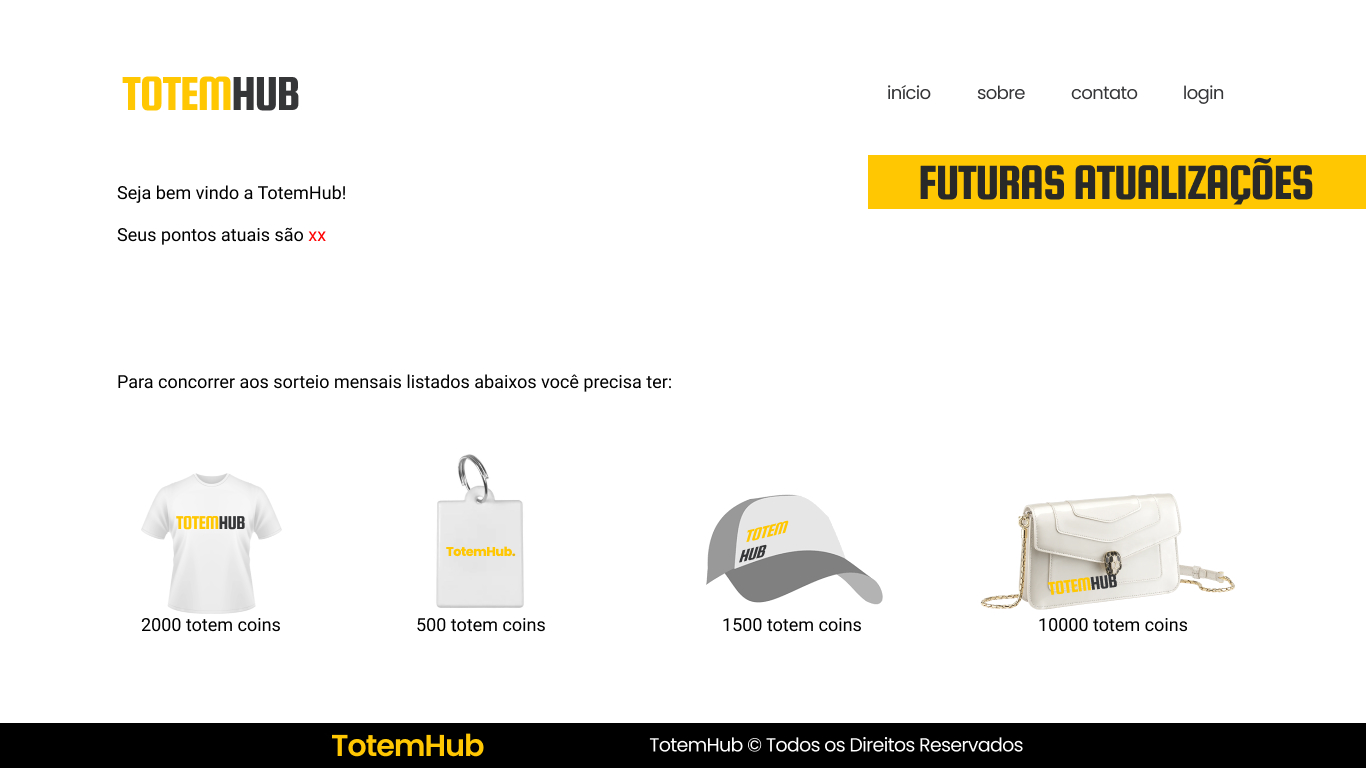 TOTEMHUB
início sobre contato login
FUTURAS ATUALIZAÇÕES
Seja bem vindo a TotemHub!
Seus pontos atuais são xx
Para concorrer aos sorteio mensais listados abaixos você precisa ter:
TOTEMHUB
TotemHub.
TOTEM
HUB
TOTEMHUB
2000 totem coins
500 totem coins
1500 totem coins
10000 totem coins
TotemHub
TotemHub © Todos os Direitos Reservados